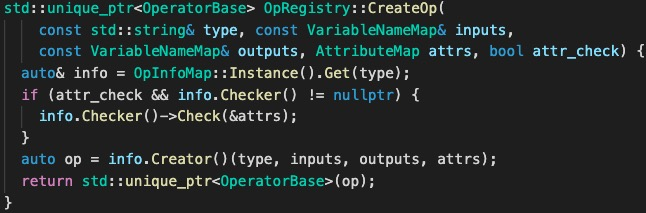 std::unique_ptr<OperatorBase> OpRegistry::CreateOp(
    const std::string& type, const VariableNameMap& inputs,
    const VariableNameMap& outputs, AttributeMap attrs, bool attr_check) {
  auto& info = OpInfoMap::Instance().Get(type);
  if (attr_check && info.Checker() != nullptr) {
    info.Checker()->Check(&attrs);
  }
  auto op = info.Creator()(type, inputs, outputs, attrs);
  return std::unique_ptr<OperatorBase>(op);
}